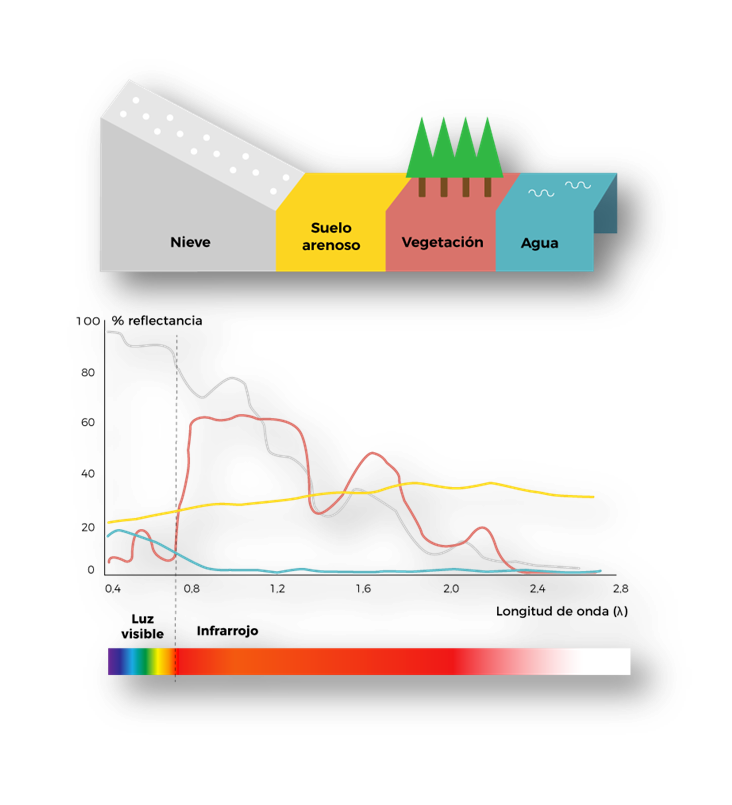 Nieve
Suelo
arenoso
Vegetación
Agua
100
% reflectancia
80
60
40
20
0
0.4
0.8
1.2
1.6
2.0
2.4
2.8
Longitud de onda (λ)
Luz
visible
Infrarrojo